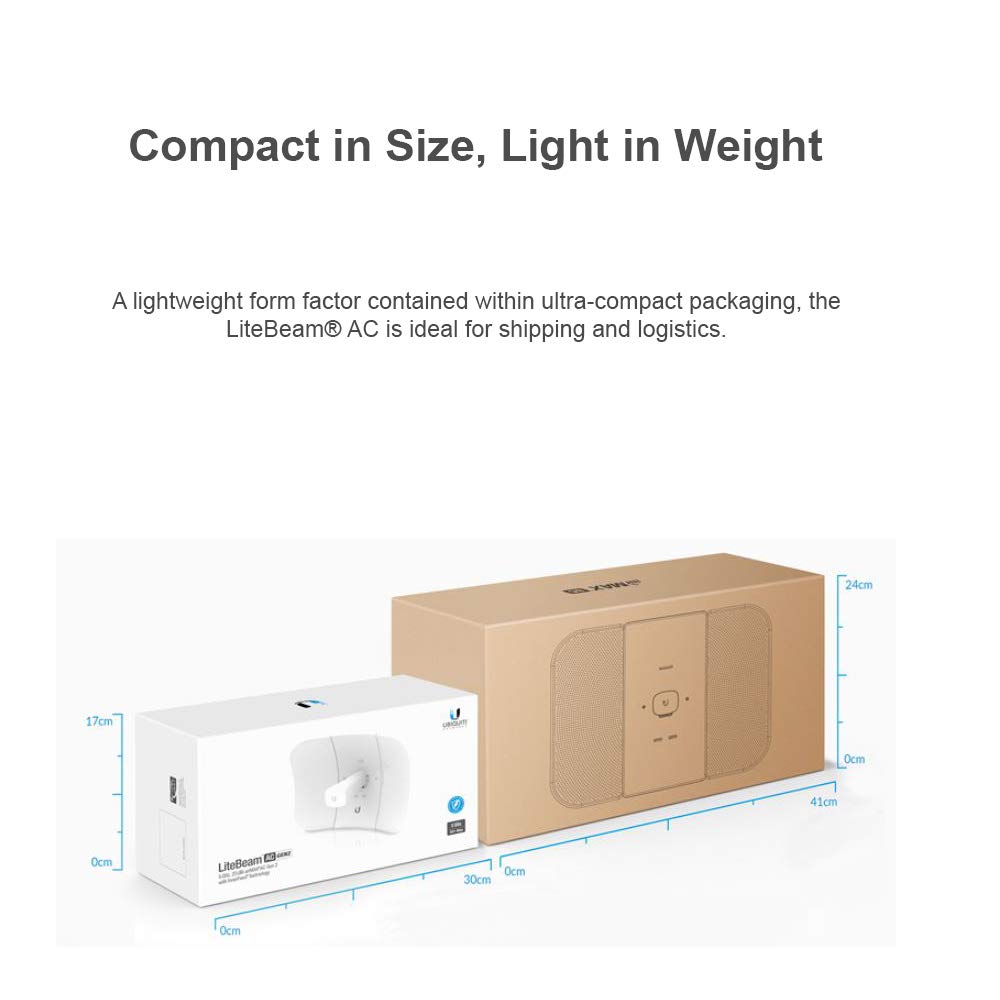 Compact in Size, Light in Weight
A lightweight form factor contained within ultra-compact packaging, the
LiteBeam® AC is ideal for shipping and logistics.
24cm
0cm
41cm
0cm
17cm
0cm
30cm
0cm
MAX
UBIQUITI
LiteBeam AC GEN2